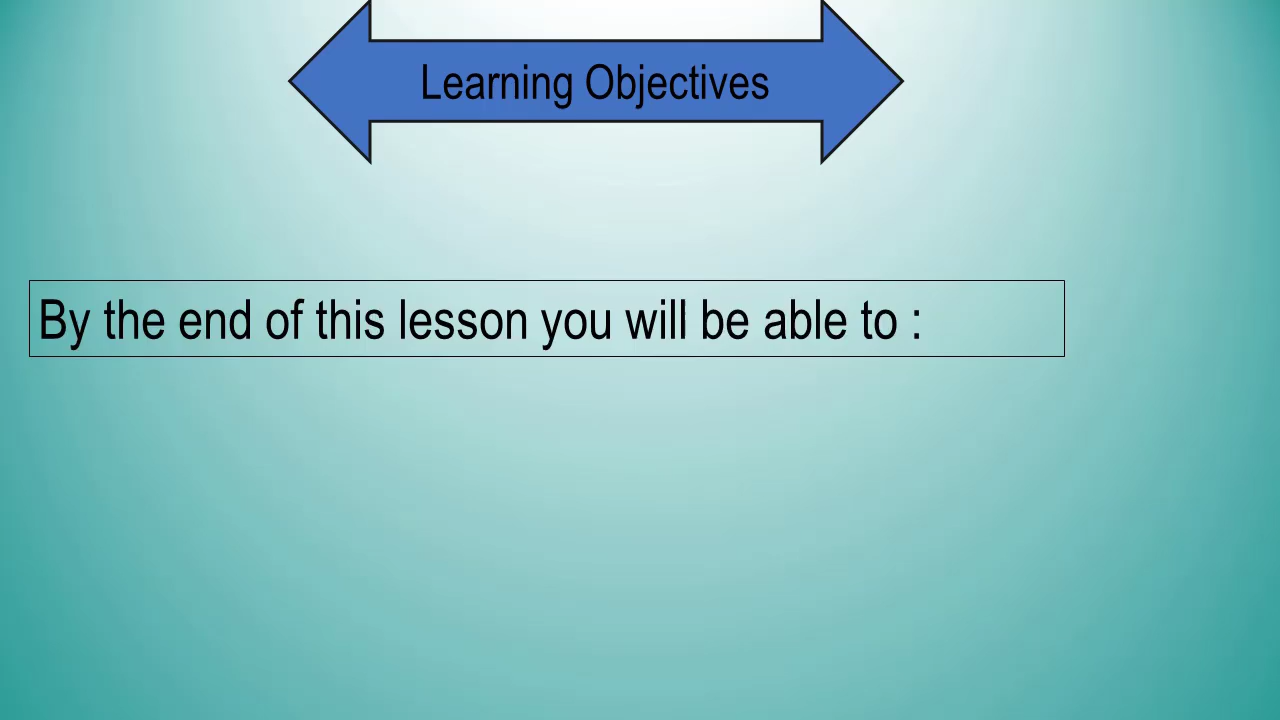 Learning Objectives
By the end of this lesson you will be able to :